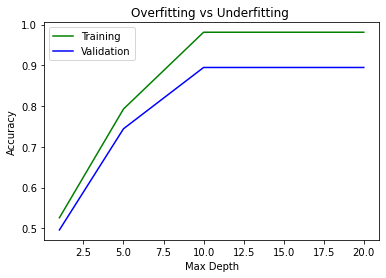 Overfitting vs Underfitting
Training
Validation
1.0
0.9
0.8
0.7
0.6
0.5
Accuracy
2.5 5.0 7.5 10.0 12.5 15.0 17.5 20.0
Max Depth